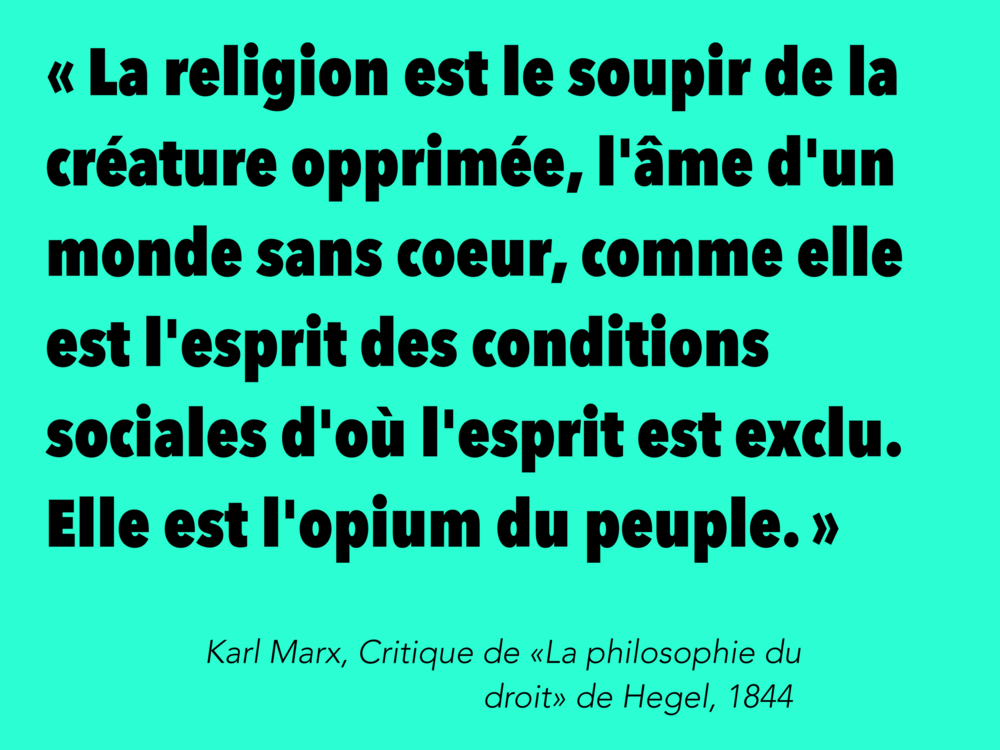 « La religion est le soupir de la
créature opprimée, l'âme d'un
monde sans coeur, comme elle
est l'esprit des conditions
sociales d'où l'esprit est exclu.
Elle est l'opium du peuple. »
Karl Marx, Critique de «La philosophie du
droit» de Hegel, 1844